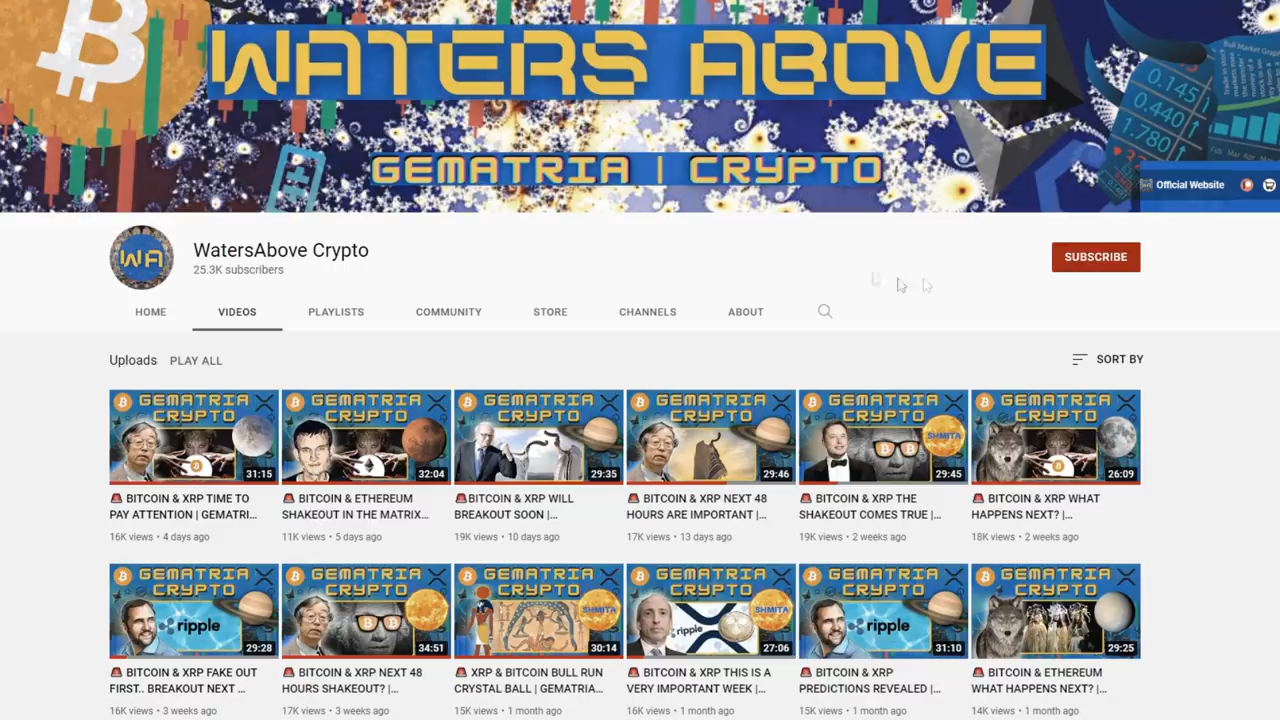 WATERS ABOVE
GEMATRIA | CRYPTO
0.145
0.440
1.780
Official Website
WA
WatersAbove Crypto
25.3K subscribers
SUBSCRIBE
HOME VIDEOS PLAYLISTS COMMUNITY STORE CHANNELS ABOUT
Uploads PLAY ALL
SORT BY
GEMATRIA CRYPTO
31:15
🚨 BITCOIN & XRP TIME TO
PAY ATTENTION | GEMATRI...
16K views • 4 days ago
GEMATRIA CRYPTO
32:04
🚨 BITCOIN & ETHEREUM
SHAKEOUT IN THE MATRIX...
11K views • 5 days ago
GEMATRIA CRYPTO
29:35
🚨BITCOIN & XRP WILL
BREAKOUT SOON |...
19K views • 10 days ago
GEMATRIA CRYPTO
29:46
🚨 BITCOIN & XRP NEXT 48
HOURS ARE IMPORTANT |...
17K views • 13 days ago
GEMATRIA CRYPTO
SHMITA
29:45
🚨 BITCOIN & XRP THE
SHAKEOUT COMES TRUE |...
19K views • 2 weeks ago
GEMATRIA CRYPTO
26:09
🚨 BITCOIN & XRP WHAT
HAPPENS NEXT? |...
18K views • 2 weeks ago
GEMATRIA CRYPTO
ripple
29:28
🚨 BITCOIN & XRP FAKE OUT
FIRST.. BREAKOUT NEXT ...
16K views • 3 weeks ago
GEMATRIA CRYPTO
34:51
🚨 BITCOIN & XRP NEXT 48
HOURS SHAKEOUT? |...
17K views • 3 weeks ago
GEMATRIA CRYPTO
SHMITA
30:14
🚨 XRP & BITCOIN BULL RUN
CRYSTAL BALL | GEMATRIA...
15K views • 1 month ago
GEMATRIA CRYPTO
SHMITA
ripple
27:06
🚨 BITCOIN & XRP THIS IS A
VERY IMPORTANT WEEK |...
16K views • 1 month ago
GEMATRIA CRYPTO
ripple
31:10
🚨 BITCOIN & XRP
PREDICTIONS REVEALED |...
15K views • 1 month ago
GEMATRIA CRYPTO
29:25
🚨 BITCOIN & ETHEREUM
WHAT HAPPENS NEXT? |...
14K views • 1 month ago